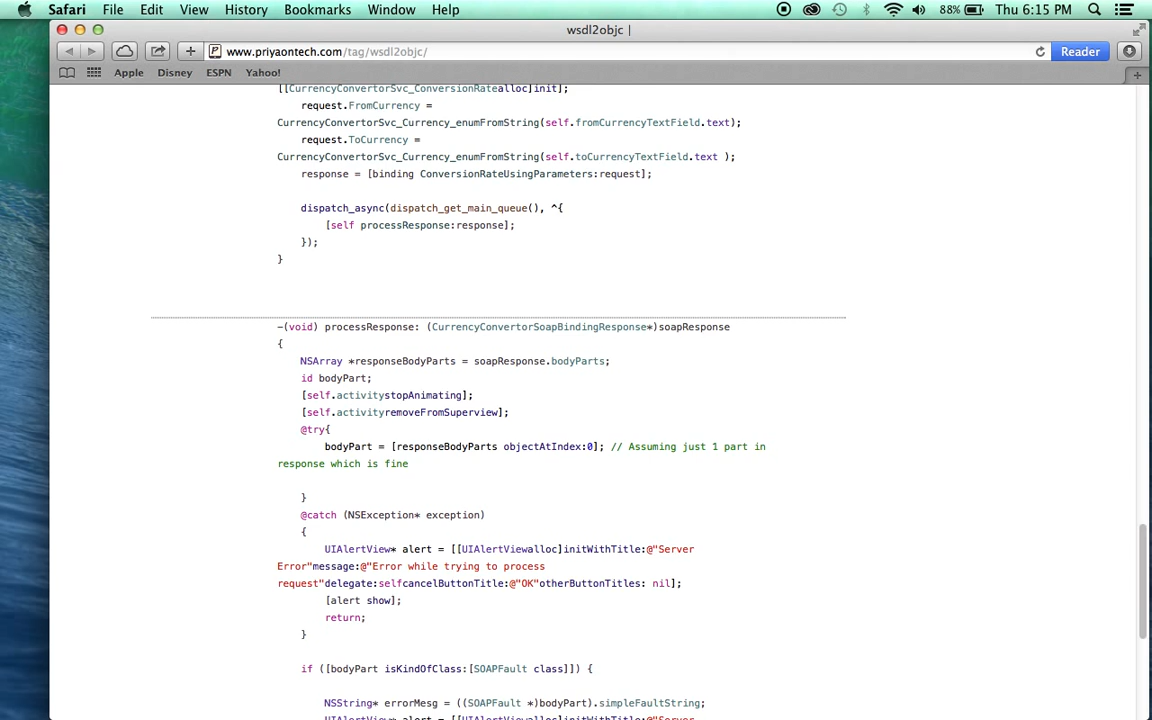 Safari File Edit View History Bookmarks Window Help 88% Thu 6:15 PM
wsdl2objc |
www.priyaontech.com/tag/wsdl2objc/ Reader
Apple Disney ESPN Yahoo!
[[CurrencyConvertorSvc_ConversionRatealloc]init];
request.FromCurrency =
CurrencyConvertorSvc_Currency_enumFromString(self.fromCurrencyTextField.text);
request.ToCurrency =
CurrencyConvertorSvc_Currency_enumFromString(self.toCurrencyTextField.text );
response = [binding ConversionRateUsingParameters:request];
dispatch_async(dispatch_get_main_queue(), ^{
[self processResponse:response];
});
}
-(void) processResponse: (CurrencyConvertorSoapBindingResponse*)soapResponse
{
NSArray *responseBodyParts = soapResponse.bodyParts;
id bodyPart;
[self.activitystopAnimating];
[self.activityremoveFromSuperview];
@try{
bodyPart = [responseBodyParts objectAtIndex:0]; // Assuming just 1 part in
response which is fine
}
@catch (NSException* exception)
{
UIAlertView* alert = [[UIAlertViewalloc]initWithTitle:@"Server
Error"message:@"Error while trying to process
request"delegate:selfcancelButtonTitle:@"OK"otherButtonTitles: nil];
[alert show];
return;
}
if ([bodyPart isKindOfClass:[SOAPFault class]]) {
NSString* errorMesg = ((SOAPFault *)bodyPart).simpleFaultString;
UIAlertView* alert = [[UIAlertViewalloc]initWithTitle:@"Server